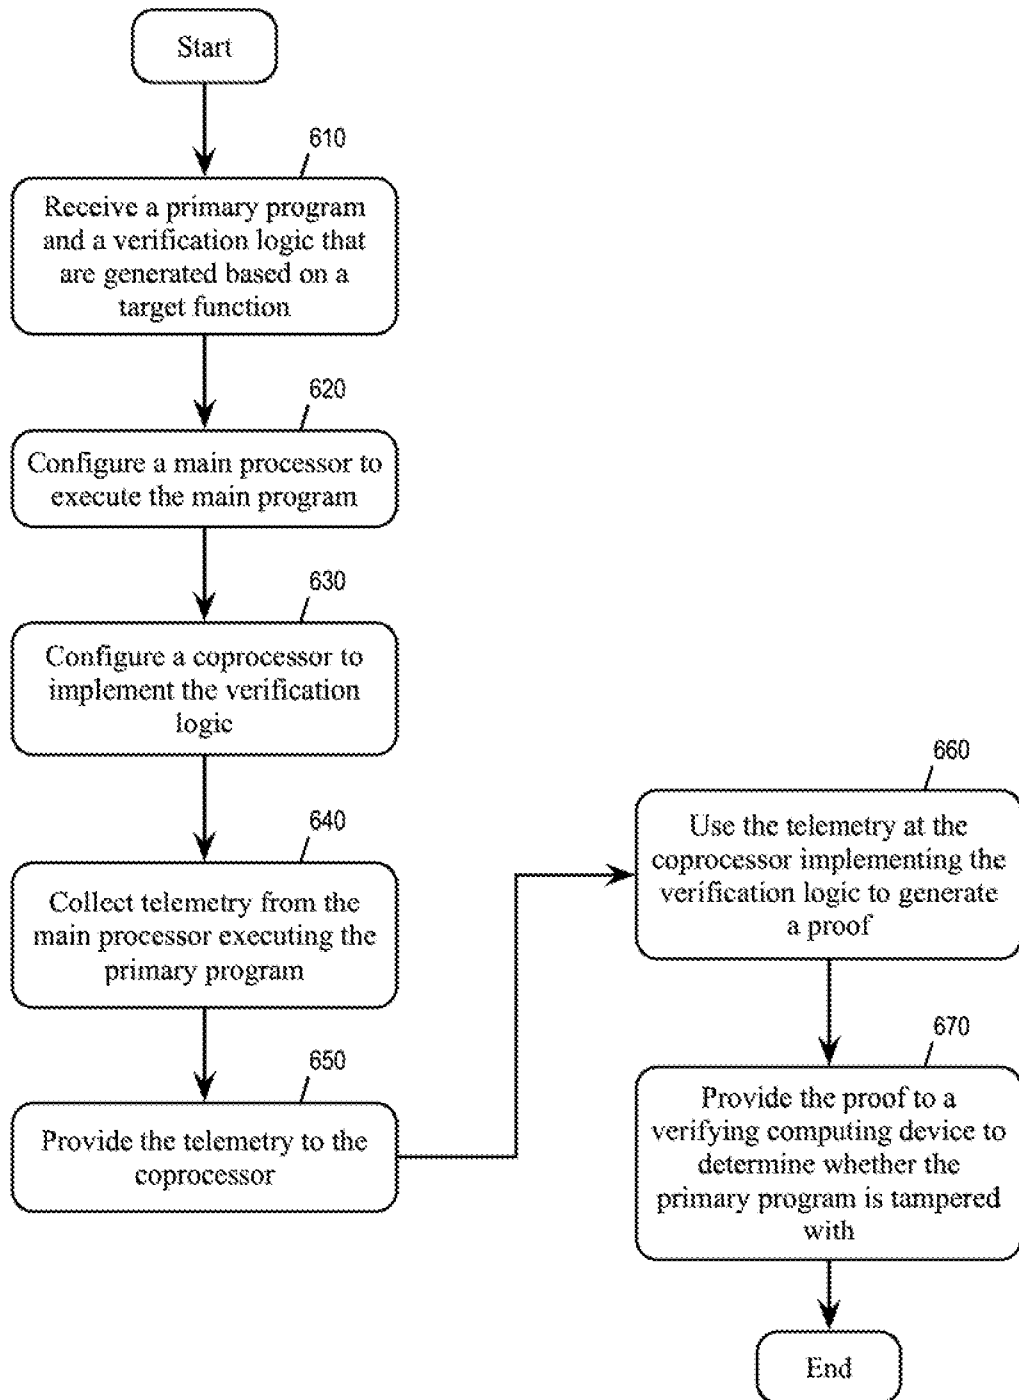 Start
610
Receive a primary program
and a verification logic that
are generated based on a
target function
620
Configure a main processor to
execute the main program
630
Configure a coprocessor to
implement the verification
logic
640
Collect telemetry from the
main processor executing the
primary program
650
Provide the telemetry to the
coprocessor
660
Use the telemetry at the
coprocessor implementing the
verification logic to generate
a proof
670
Provide the proof to a
verifying computing device to
determine whether the
primary program is tampered
with
End